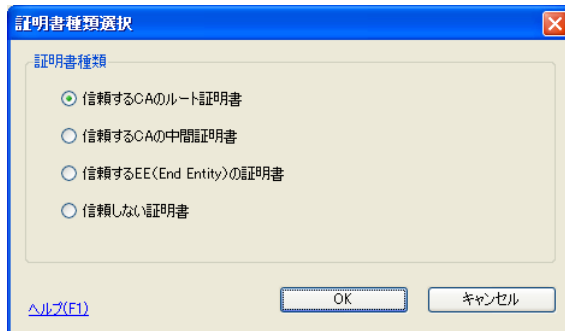 証明書種類選択
証明書種類
信頼するCAのルート証明書
信頼するCAの中間証明書
信頼するEE(End Entity)の証明書
信頼しない証明書
ヘルプ(F1)
OK
キャンセル